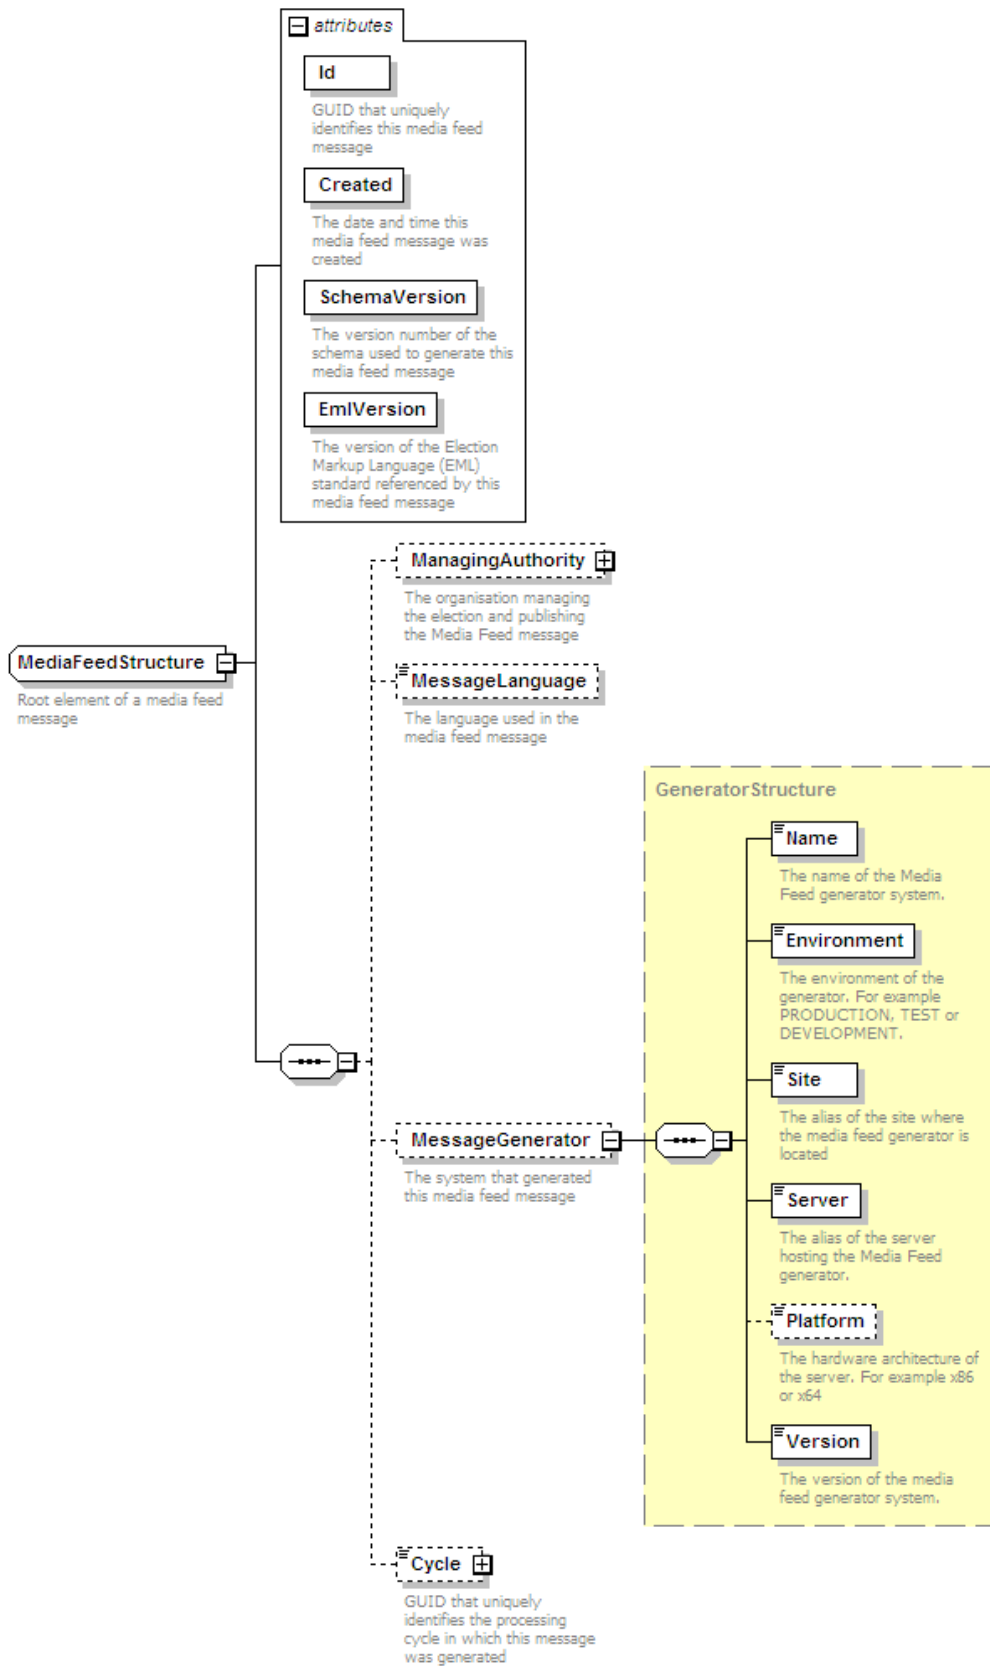 attributes
Id
GUID that uniquely
identifies this media feed
message
Created
The date and time this
media feed message was
created
SchemaVersion
The version number of the
schema used to generate this
media feed message
EmlVersion
The version of the Election
Markup Language (EML)
standard referenced by this
media feed message
ManagingAuthority
The organisation managing
the election and publishing
the Media Feed message
MediaFeedStructure
Root element of a media feed
message
MessageLanguage
The language used in the
media feed message
GeneratorStructure
Name
The name of the Media
Feed generator system.
Environment
The environment of the
generator. For example
PRODUCTION, TEST or
DEVELOPMENT.
Site
The alias of the site where
the media feed generator is
located
MessageGenerator
The system that generated
this media feed message
Server
The alias of the server
hosting the Media Feed
generator.
Platform
The hardware architecture of
the server. For example x86
or x64
Version
The version of the media
feed generator system.
Cycle
GUID that uniquely
identifies the processing
cycle in which this message
was generated